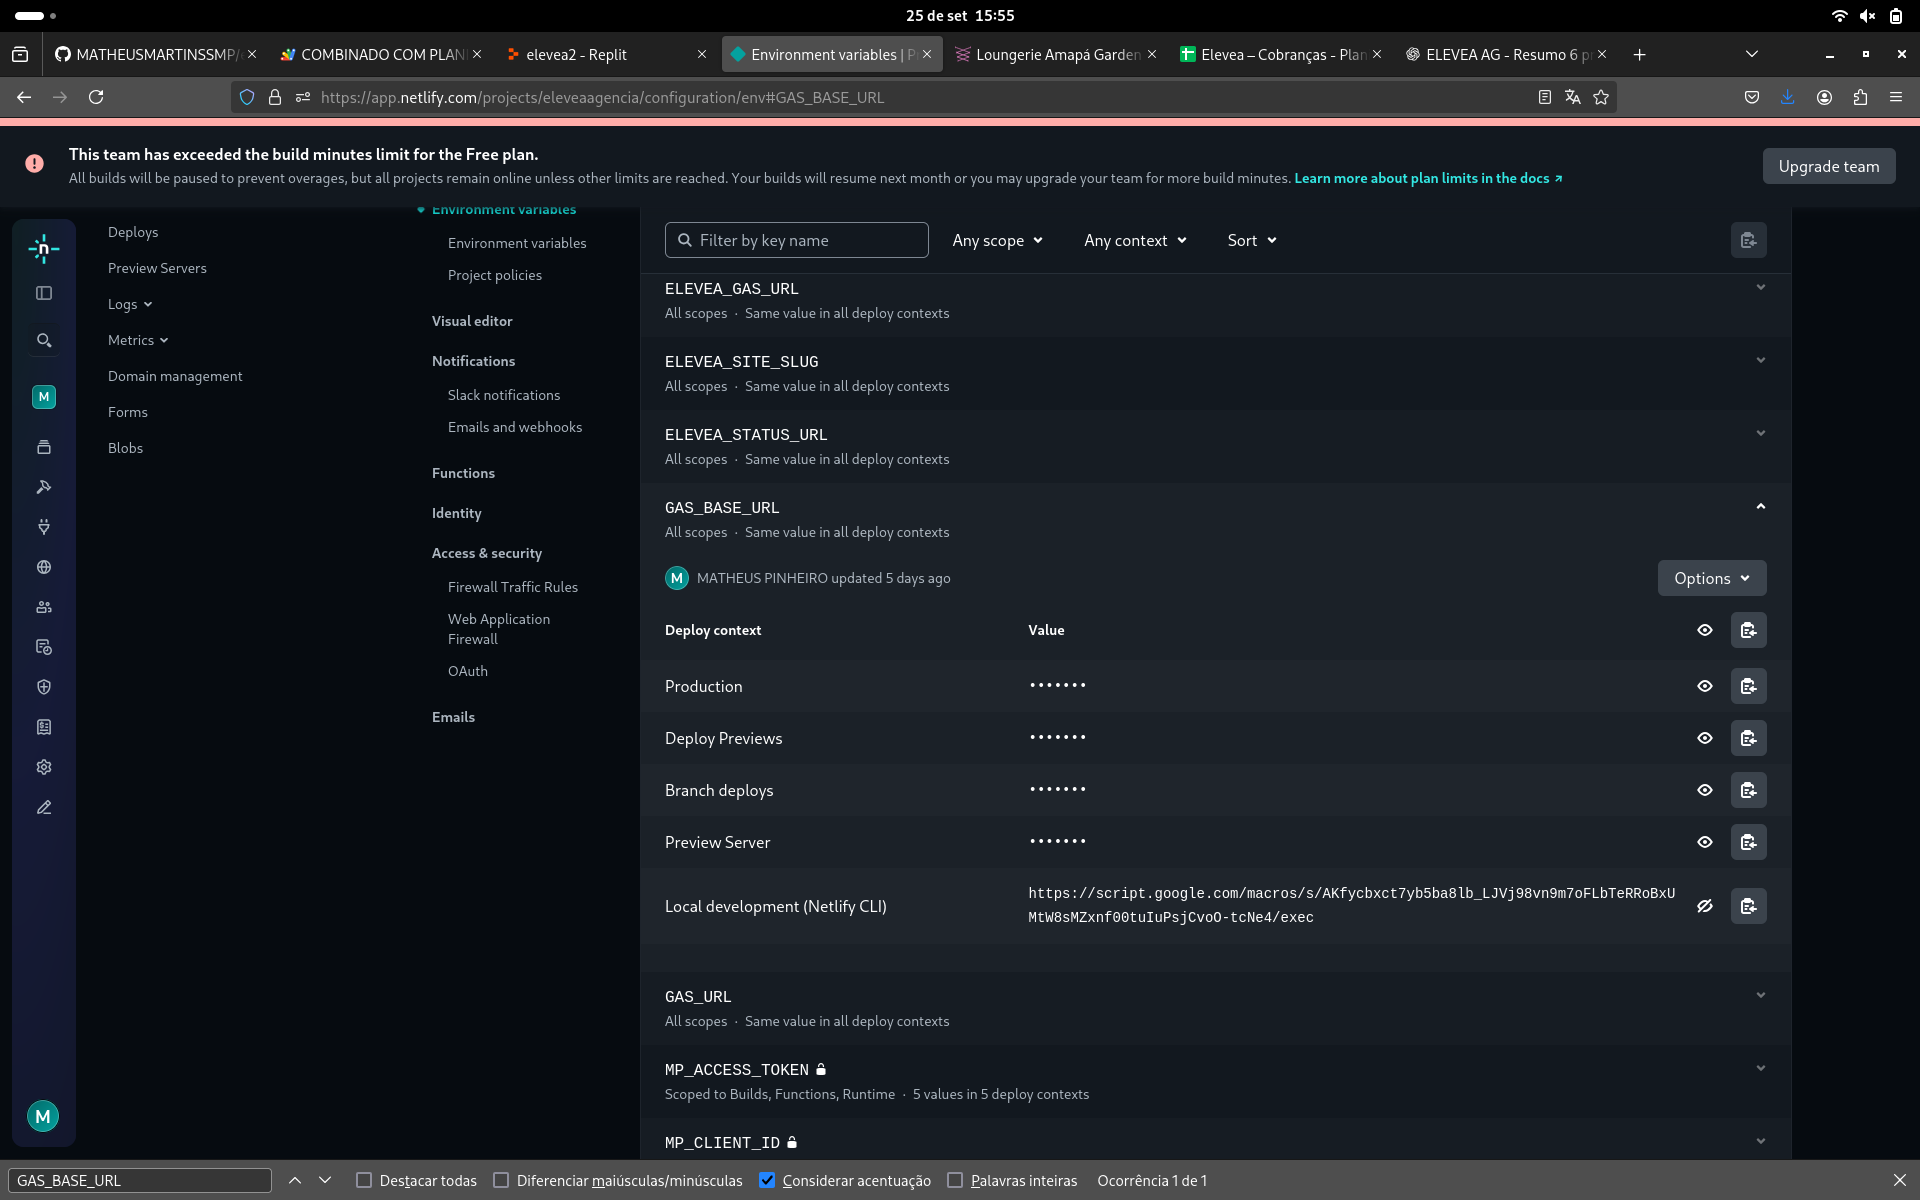 25 de set 15:55
MATHEUSMARTINSSMP/
COMBINADO COM PLAN
elevea2 - Replit
Environment variables | P
Loungerie Amapá Garden
Elevea – Cobranças - Plan
ELEVEA AG - Resumo 6 p
https://app.netlify.com/projects/eleveaagencia/configuration/env#GAS_BASE_URL
This team has exceeded the build minutes limit for the Free plan.
All builds will be paused to prevent overages, but all projects remain online unless other limits are reached. Your builds will resume next month or you may upgrade your team for more build minutes. Learn more about plan limits in the docs
Upgrade team
Deploys
Preview Servers
Logs
Metrics
Domain management
Forms
Blobs
M
M
Environment variables
Environment variables
Project policies
Visual editor
Notifications
Slack notifications
Emails and webhooks
Functions
Identity
Access & security
Firewall Traffic Rules
Web Application
Firewall
OAuth
Emails
Filter by key name
Any scope
Any context
Sort
ELEVEA_GAS_URL
All scopes · Same value in all deploy contexts
ELEVEA_SITE_SLUG
All scopes · Same value in all deploy contexts
ELEVEA_STATUS_URL
All scopes · Same value in all deploy contexts
GAS_BASE_URL
All scopes · Same value in all deploy contexts
M MATHEUS PINHEIRO updated 5 days ago
Options
Deploy context Value
Production •••••••
Deploy Previews •••••••
Branch deploys •••••••
Preview Server •••••••
Local development (Netlify CLI)
https://script.google.com/macros/s/AKfycbxct7yb5ba8lb_LJVj98vn9m7oFLbTeRRoBxU
MtW8sMZxnf00tuIuPsjCvoO-tcNe4/exec
GAS_URL
All scopes · Same value in all deploy contexts
MP_ACCESS_TOKEN
Scoped to Builds, Functions, Runtime · 5 values in 5 deploy contexts
MP_CLIENT_ID
GAS_BASE_URL
Destacar todas
Diferenciar maiúsculas/minúsculas
Considerar acentuação
Palavras inteiras
Ocorrência 1 de 1